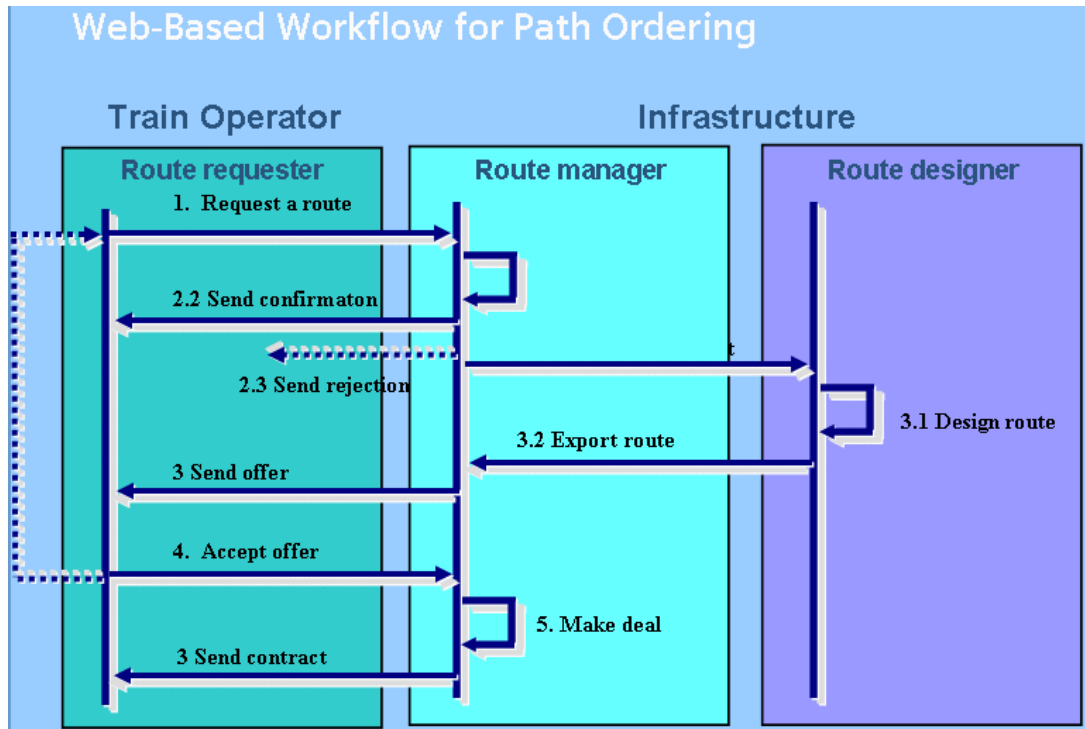 Web-Based Workflow for Path Ordering
Train Operator
Infrastructure
Route requester
Route manager
Route designer
1. Request a route
2.2 Send confirmaton
2.3 Send rejection
3.1 Design route
3.2 Export route
3 Send offer
4. Accept offer
5. Make deal
3 Send contract